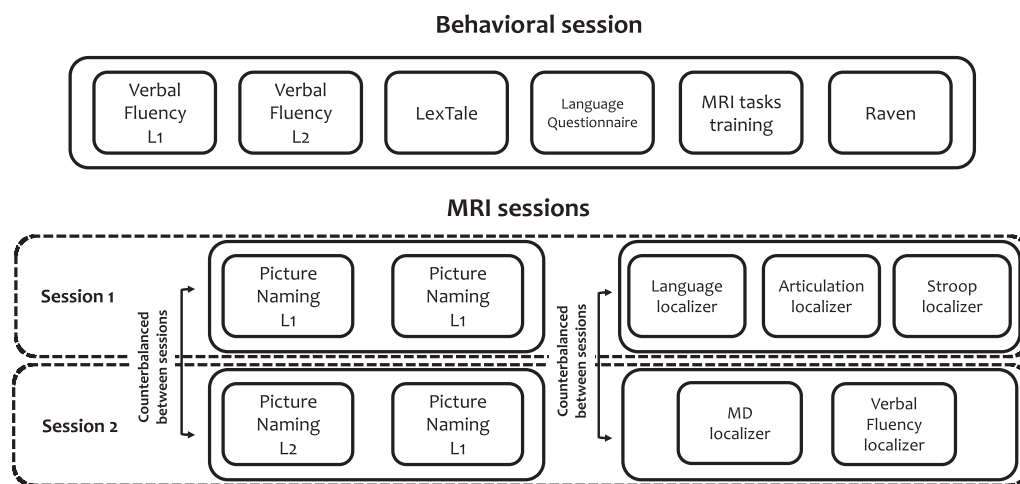 Behavioral session
Verbal
Fluency
L1
Verbal
Fluency
L2
LexTale
Language
Questionnaire
MRI tasks
training
Raven
MRI sessions
Session 1
Counterbalanced
between sessions
Picture
Naming
L1
Picture
Naming
L1
Counterbalanced
between sessions
Language
localizer
Articulation
localizer
Stroop
localizer
Session 2
Picture
Naming
L2
Picture
Naming
L1
MD
localizer
Verbal
Fluency
localizer